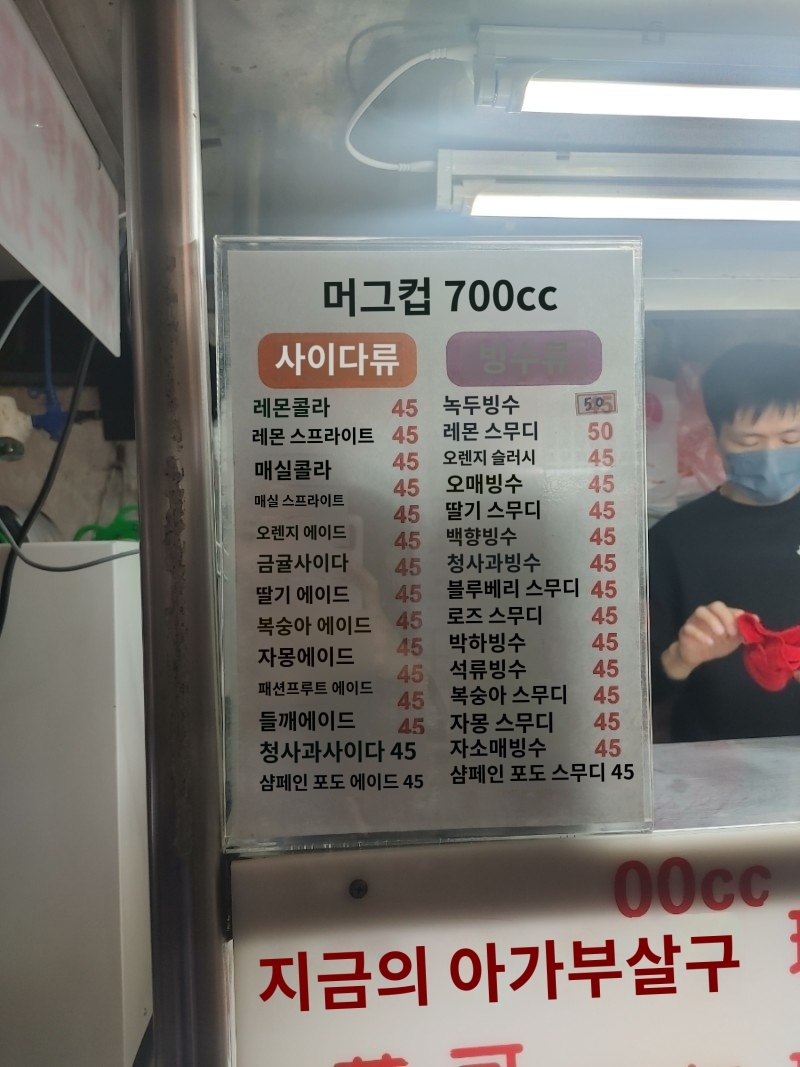 머그컵 700cc
사이다류
빙수류
레몬콜라 45
레몬 스프라이트 45
매실콜라 45
매실 스프라이트 45
오렌지 에이드 45
금귤사이다 45
딸기 에이드 45
복숭아 에이드 45
자몽에이드 45
패션프루트 에이드 45
들깨에이드 45
청사과사이다 45
샴페인 포도 에이드 45
녹두빙수 50
레몬 스무디 50
오렌지 슬러시 45
오매빙수 45
딸기 스무디 45
백향빙수 45
청사과빙수 45
블루베리 스무디 45
로즈 스무디 45
박하빙수 45
석류빙수 45
복숭아 스무디 45
자몽 스무디 45
자소매빙수 45
샴페인 포도 스무디 45
00cc
지금의 아가부살구